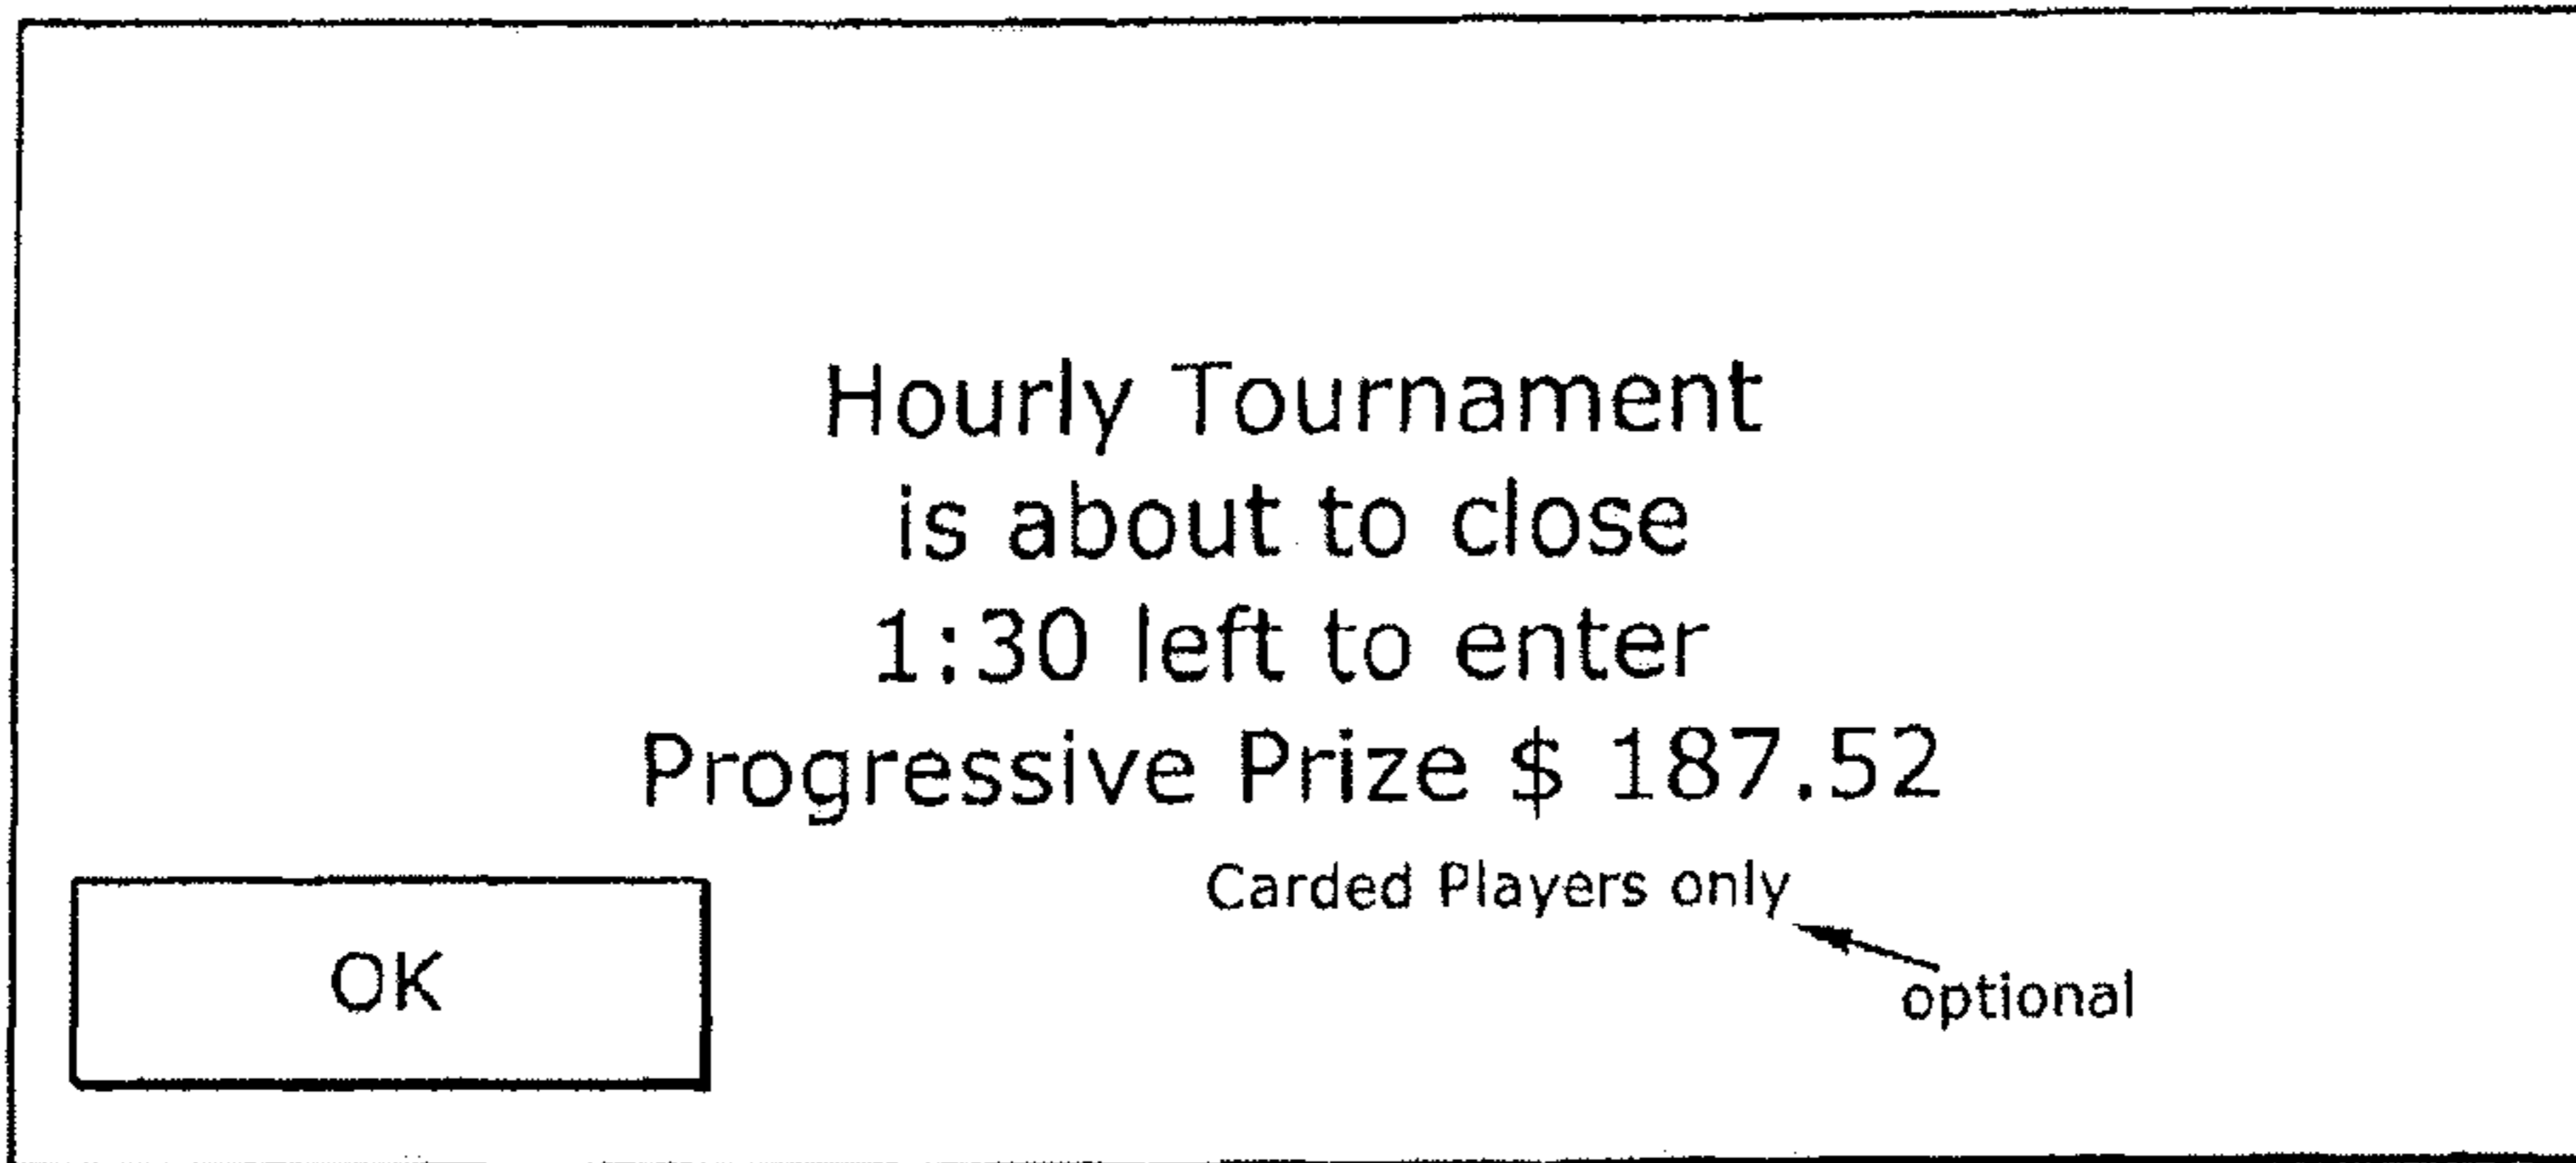 Hourly Tournament
is about to close
1:30 left to enter
Progressive Prize $ 187.52
Carded Players only
OK
optional